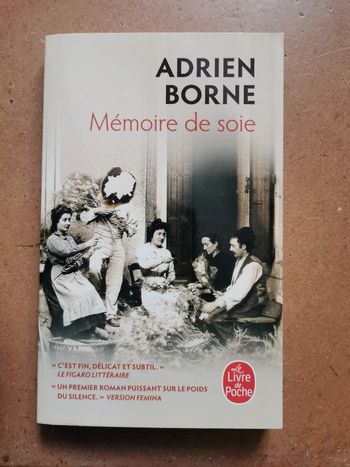 ADRIEN
BORNE
Mémoire de soie
« C'EST FIN, DÉLICAT ET SUBTIL. »
LE FIGARO LITTÉRAIRE
« UN PREMIER ROMAN PUISSANT SUR LE POIDS
DU SILENCE. » VERSION FEMINA
Le
Livre
de
Poche